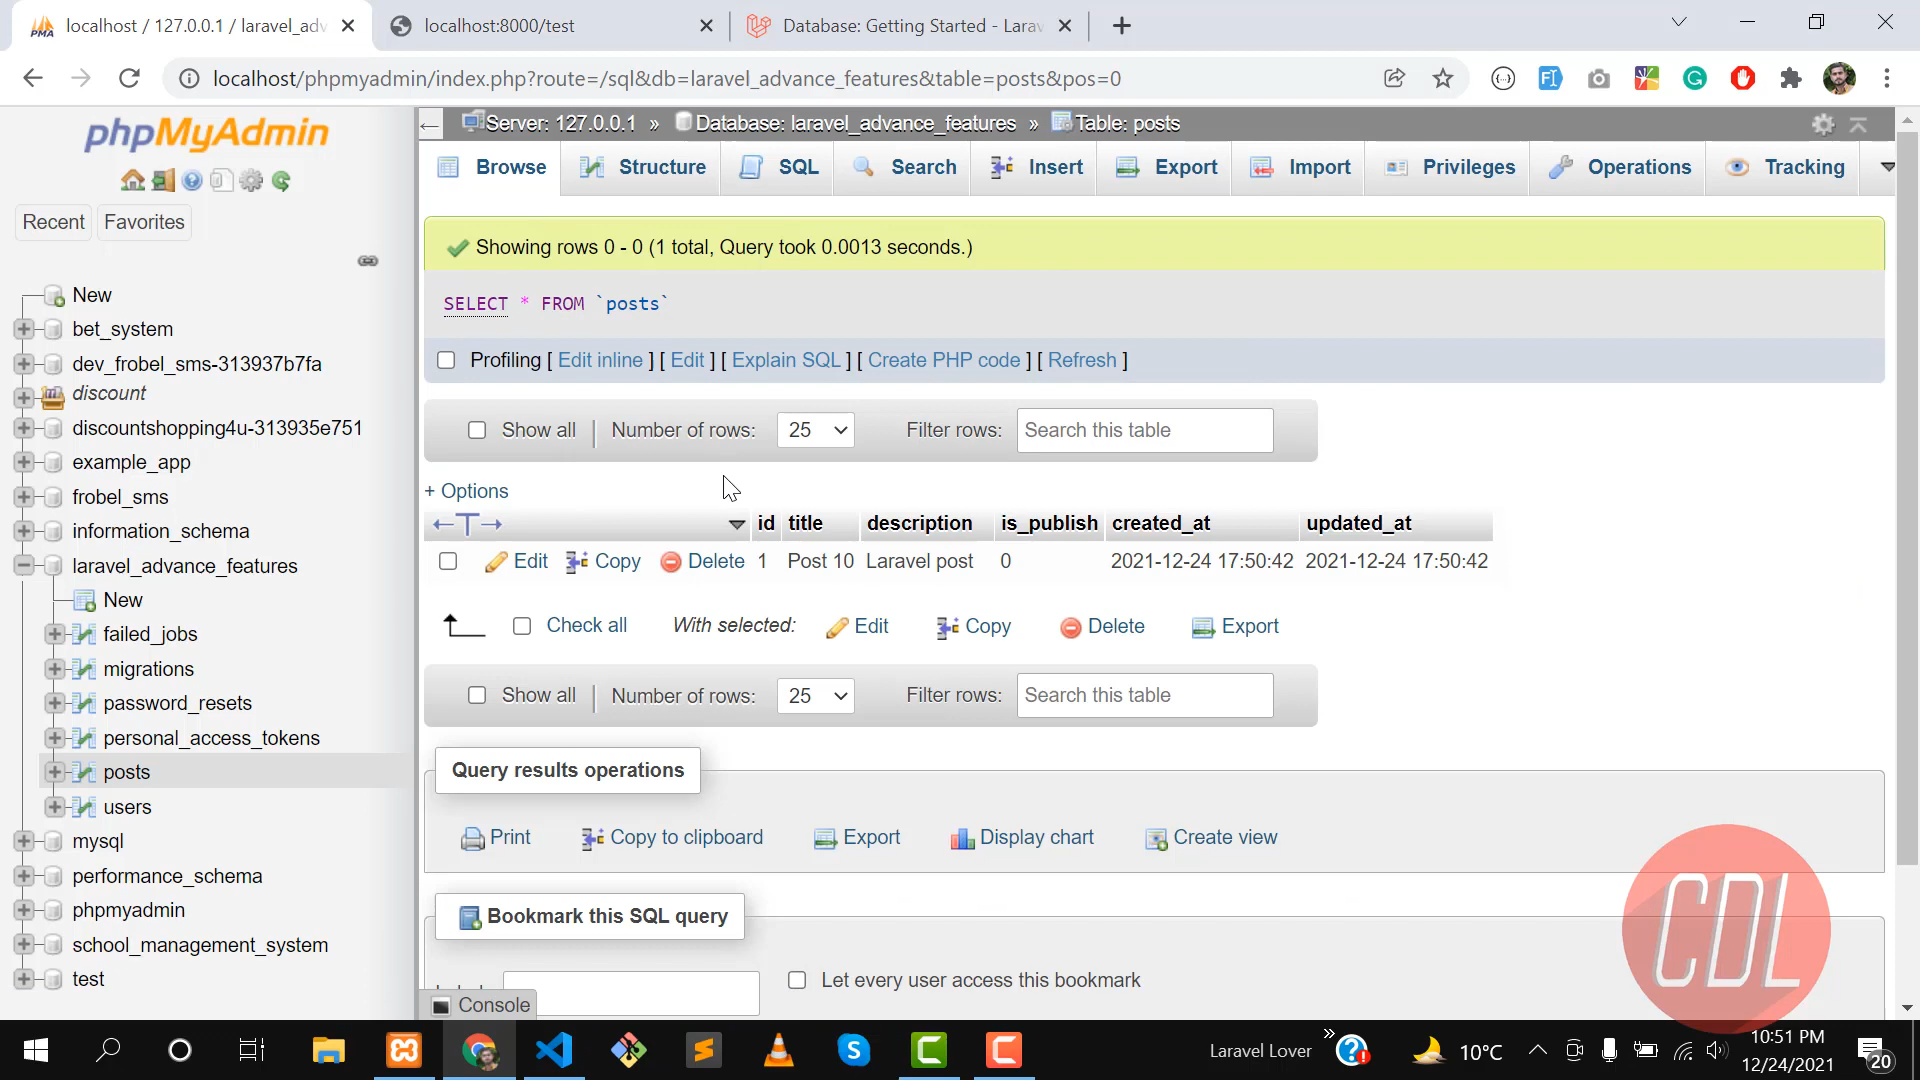 localhost / 127.0.0.1 / laravel_adv
localhost:8000/test
Database: Getting Started - Larav
localhost/phpmyadmin/index.php?route=/sql&db=laravel_advance_features&table=posts&pos=0
phpMyAdmin
Server: 127.0.0.1 » Database: laravel_advance_features » Table: posts
Browse
Structure
SQL
Search
Insert
Export
Import
Privileges
Operations
Tracking
Recent
Favorites
New
bet_system
dev_frobel_sms-313937b7fa
discount
discountshopping4u-313935e751
example_app
frobel_sms
information_schema
laravel_advance_features
New
failed_jobs
migrations
password_resets
personal_access_tokens
posts
users
mysql
performance_schema
phpmyadmin
school_management_system
test
Showing rows 0 - 0 (1 total, Query took 0.0013 seconds.)
SELECT * FROM `posts`
Profiling [ Edit inline ] [ Edit ] [ Explain SQL ] [ Create PHP code ] [ Refresh ]
Show all | Number of rows: 25 Filter rows: Search this table
+ Options
id title description is_publish created_at updated_at
Edit Copy Delete 1 Post 10 Laravel post 0 2021-12-24 17:50:42 2021-12-24 17:50:42
Check all With selected: Edit Copy Delete Export
Show all | Number of rows: 25 Filter rows: Search this table
Query results operations
Print Copy to clipboard Export Display chart Create view
Bookmark this SQL query
Let every user access this bookmark
Console
CDL
Laravel Lover
10°C
10:51 PM
12/24/2021
20